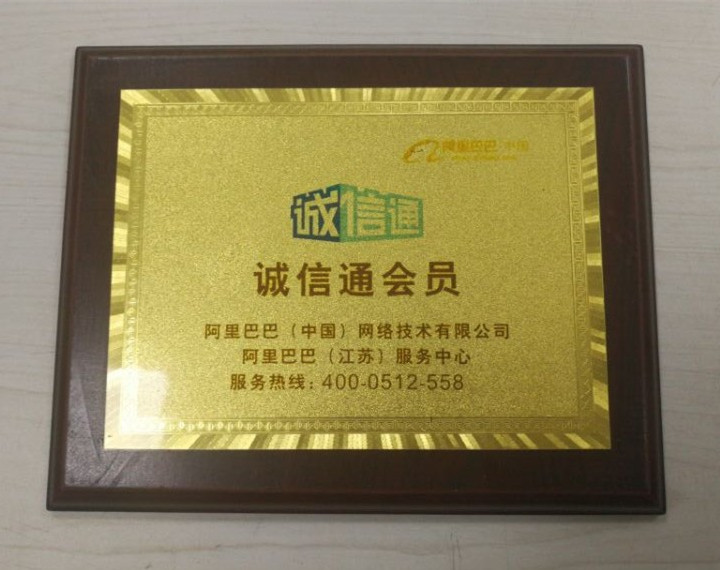 阿里巴巴·中国
诚信通
诚信通会员
阿里巴巴（中国）网络技术有限公司
阿里巴巴（江苏）服务中心
服务热线：400-0512-558